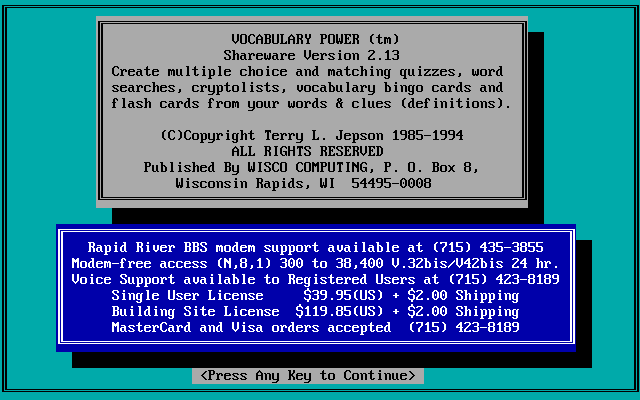 VOCABULARY POWER (tm)
Shareware Version 2.13
Create multiple choice and matching quizzes, word
searches, cryptolists, vocabulary bingo cards and
flash cards from your words & clues (definitions).
(C)Copyright Terry L. Jepson 1985-1994
ALL RIGHTS RESERVED
Published By WISCO COMPUTING, P. O. Box 8,
Wisconsin Rapids, WI  54495-0008
Rapid River BBS modem support available at (715) 435-3855
Modem-free access (N,8,1) 300 to 38,400 V.32bis/V42bis 24 hr.
Voice Support available to Registered Users at (715) 423-8189
Single User License     $39.95(US) + $2.00 Shipping
Building Site License  $119.85(US) + $2.00 Shipping
MasterCard and Visa orders accepted  (715) 423-8189
<Press Any Key to Continue>